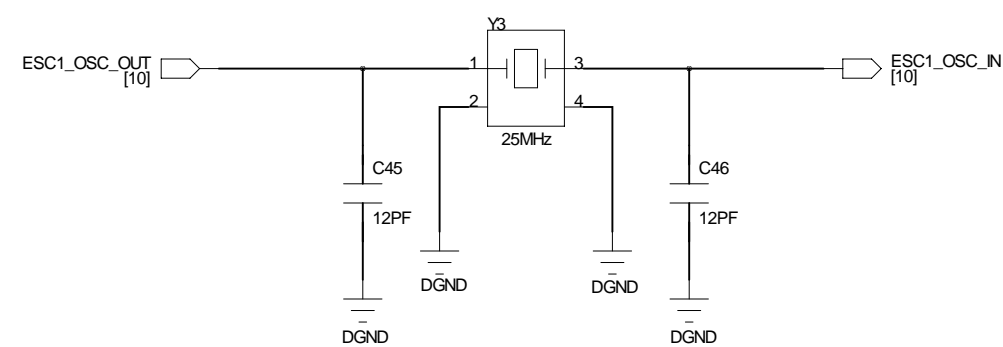 Y3
ESC1_OSC_OUT
[10]
1
3
ESC1_OSC_IN
[10]
2
4
25MHz
C45
C46
12PF
12PF
DGND
DGND
DGND
DGND